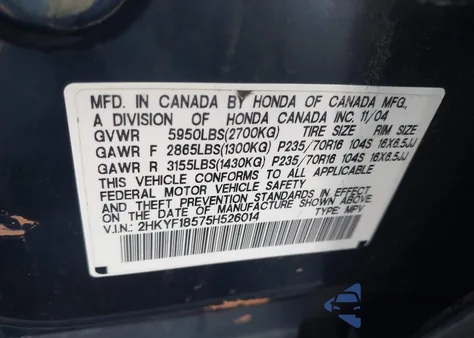 MFD. IN CANADA BY HONDA OF CANADA MFG.,
A DIVISION OF HONDA CANADA INC. 11/04
GVWR 5950LBS(2700KG) TIRE SIZE RIM SIZE
GAWR F 2865LBS(1300KG) P235/70R16 104S 16X6.5JJ
GAWR R 3155LBS(1430KG) P235/70R16 104S 16X6.5JJ
THIS VEHICLE CONFORMS TO ALL APPLICABLE
FEDERAL MOTOR VEHICLE SAFETY
STANDARDS IN EFFECT ON THE DATE OF
MANUFACTURE SHOWN ABOVE.
V.I.N.: 2HKYF18575H526014 TYPE: MPV